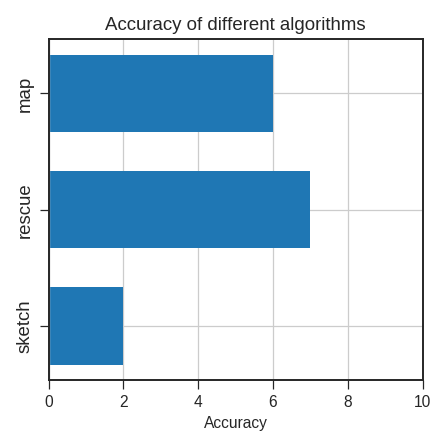 Accuracy of different algorithms
map
rescue
sketch
0 2 4 6 8 10
Accuracy